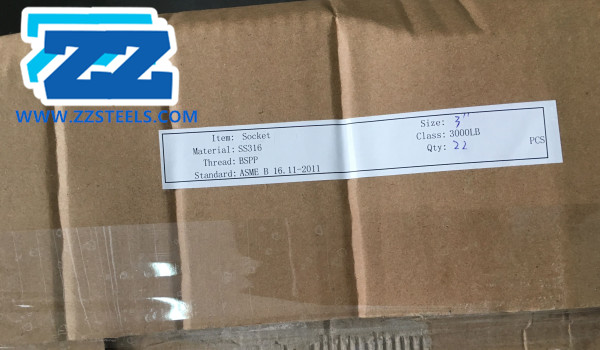 ZZ
WWW.ZZSTEELS.COM
Item: Socket
Material: SS316
Thread: BSPP
Standard: ASME B 16.11-2011
Size: 3"
Class: 3000LB
Qty: 22 PCS